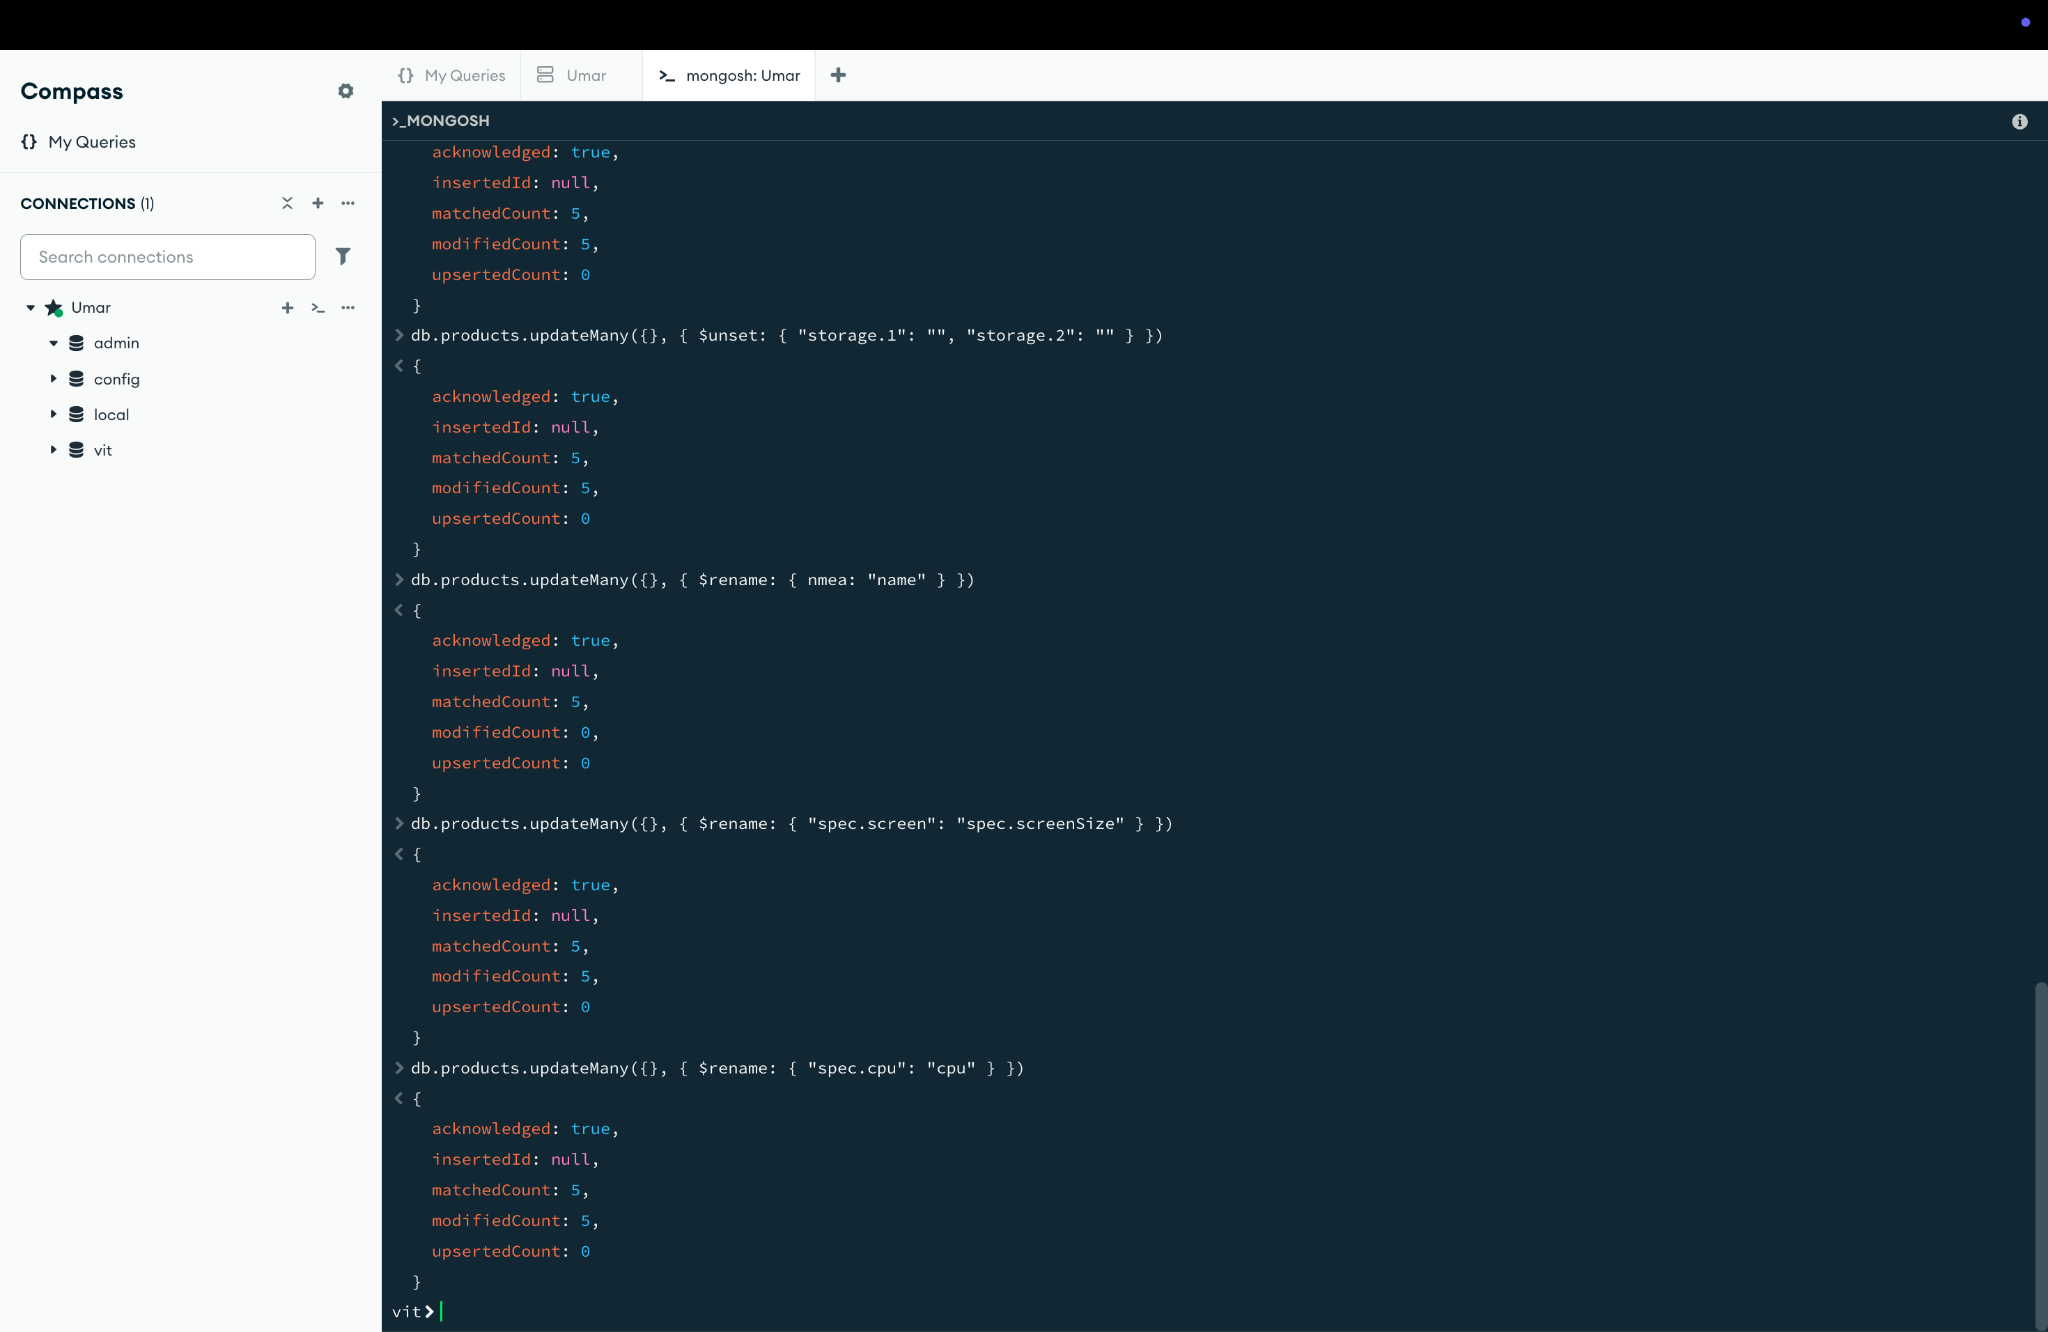 Compass
My Queries
CONNECTIONS (1)
Search connections
Umar
admin
config
local
vit
My Queries
Umar
mongosh: Umar
>_MONGOSH
acknowledged: true,
insertedId: null,
matchedCount: 5,
modifiedCount: 5,
upsertedCount: 0
}
> db.products.updateMany({}, { $unset: { "storage.1": "", "storage.2": "" } })
< {
acknowledged: true,
insertedId: null,
matchedCount: 5,
modifiedCount: 5,
upsertedCount: 0
}
> db.products.updateMany({}, { $rename: { nmea: "name" } })
< {
acknowledged: true,
insertedId: null,
matchedCount: 5,
modifiedCount: 0,
upsertedCount: 0
}
> db.products.updateMany({}, { $rename: { "spec.screen": "spec.screenSize" } })
< {
acknowledged: true,
insertedId: null,
matchedCount: 5,
modifiedCount: 5,
upsertedCount: 0
}
> db.products.updateMany({}, { $rename: { "spec.cpu": "cpu" } })
< {
acknowledged: true,
insertedId: null,
matchedCount: 5,
modifiedCount: 5,
upsertedCount: 0
}
vit>